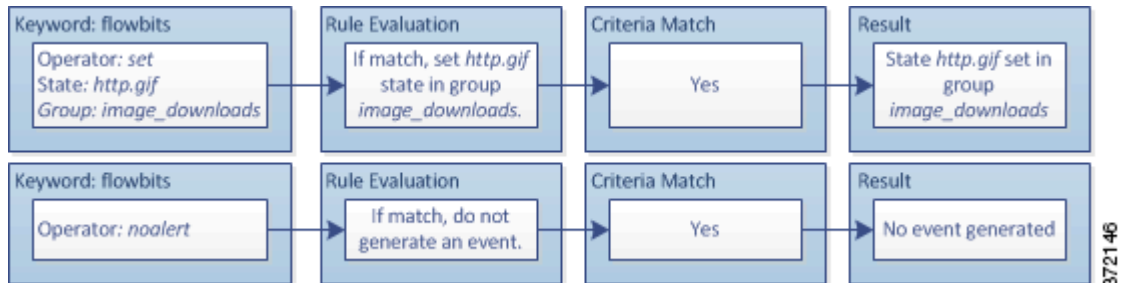 Keyword: flowbits
Operator: set
State: http.gif
Group: image_downloads
Rule Evaluation
If match, set http.gif
state in group
image_downloads.
Criteria Match
Yes
Result
State http.gif set in
group
image_downloads
Keyword: flowbits
Operator: noalert
Rule Evaluation
If match, do not
generate an event.
Criteria Match
Yes
Result
No event generated
372146